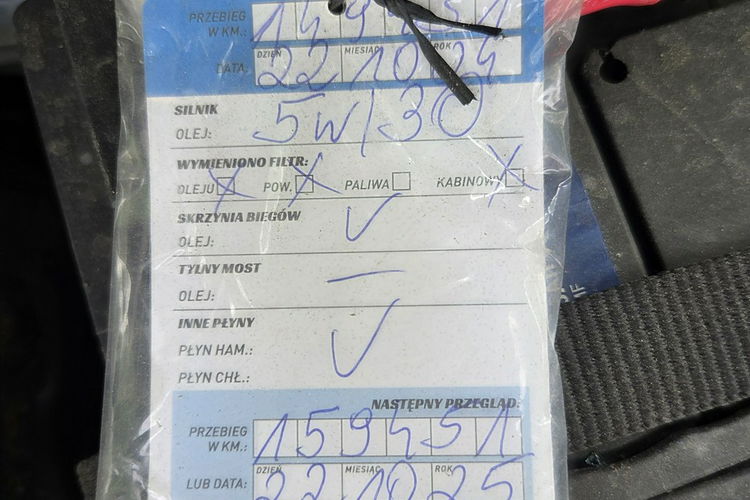 PRZEBIEG
W KM.: 149451
DZIEŃ MIESIĄC ROK
DATA: 22 10 24
SILNIK
OLEJ: 5W/30
WYMIENIONO FILTR:
OLEJU POW. PALIWA KABINOWY
SKRZYNIA BIEGÓW
OLEJ:
TYLNY MOST
OLEJ:
INNE PŁYNY
PŁYN HAM.:
PŁYN CHŁ.:
NASTĘPNY PRZEGLĄD:
PRZEBIEG
W KM.: 159451
DZIEŃ MIESIĄC ROK
LUB DATA: 22 10 25